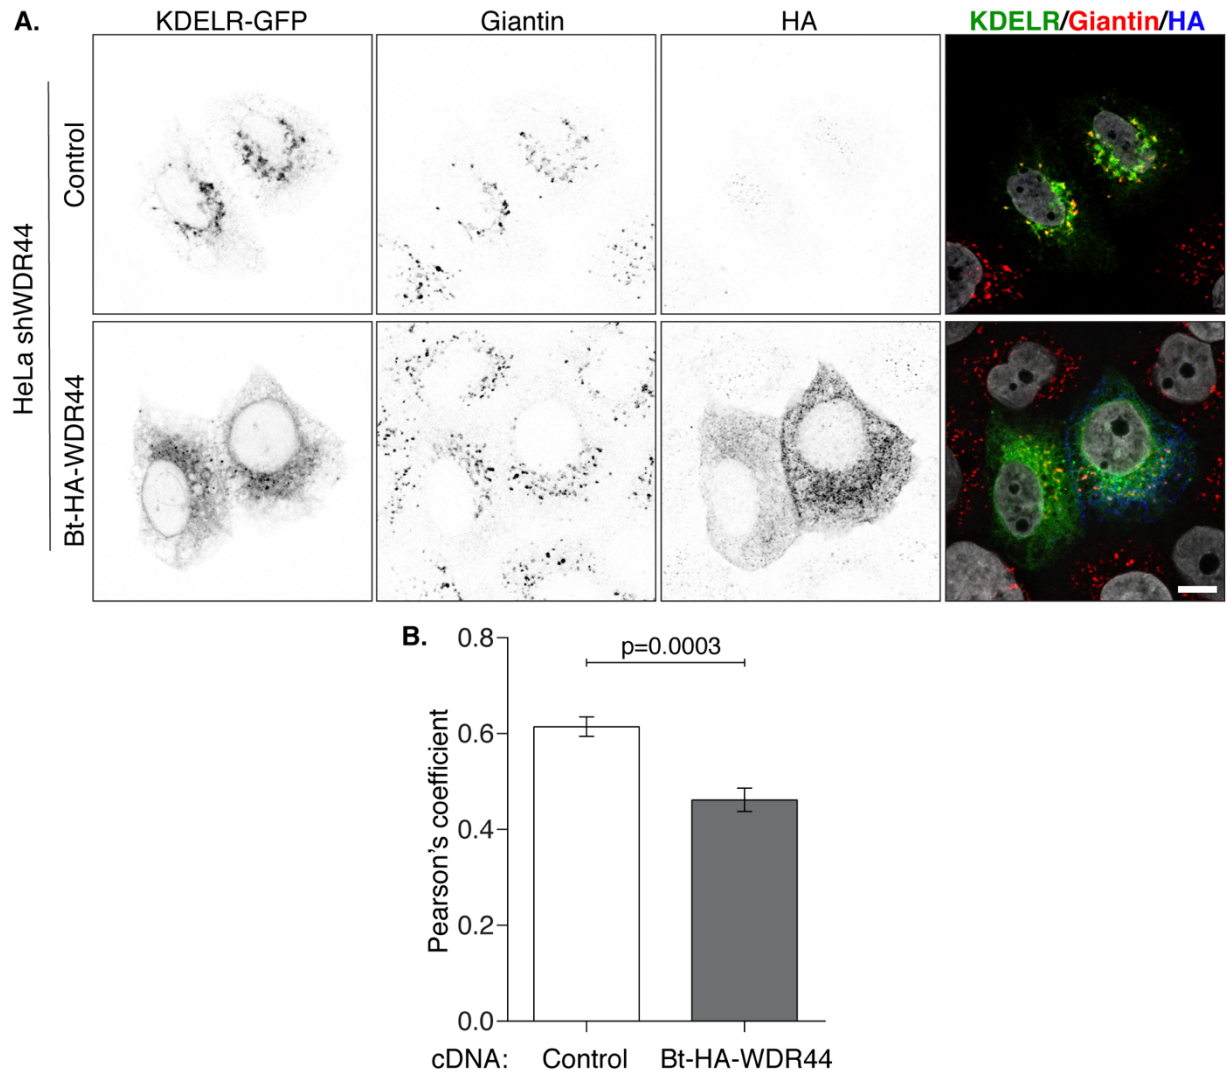 A.
KDELR-GFP
Giantin
HA
KDELR/Giantin/HA
HeLa shWDR44
Control
Bt-HA-WDR44
B.
p=0.0003
Pearson's coefficient
0.8
0.6
0.4
0.2
0.0
cDNA: Control Bt-HA-WDR44